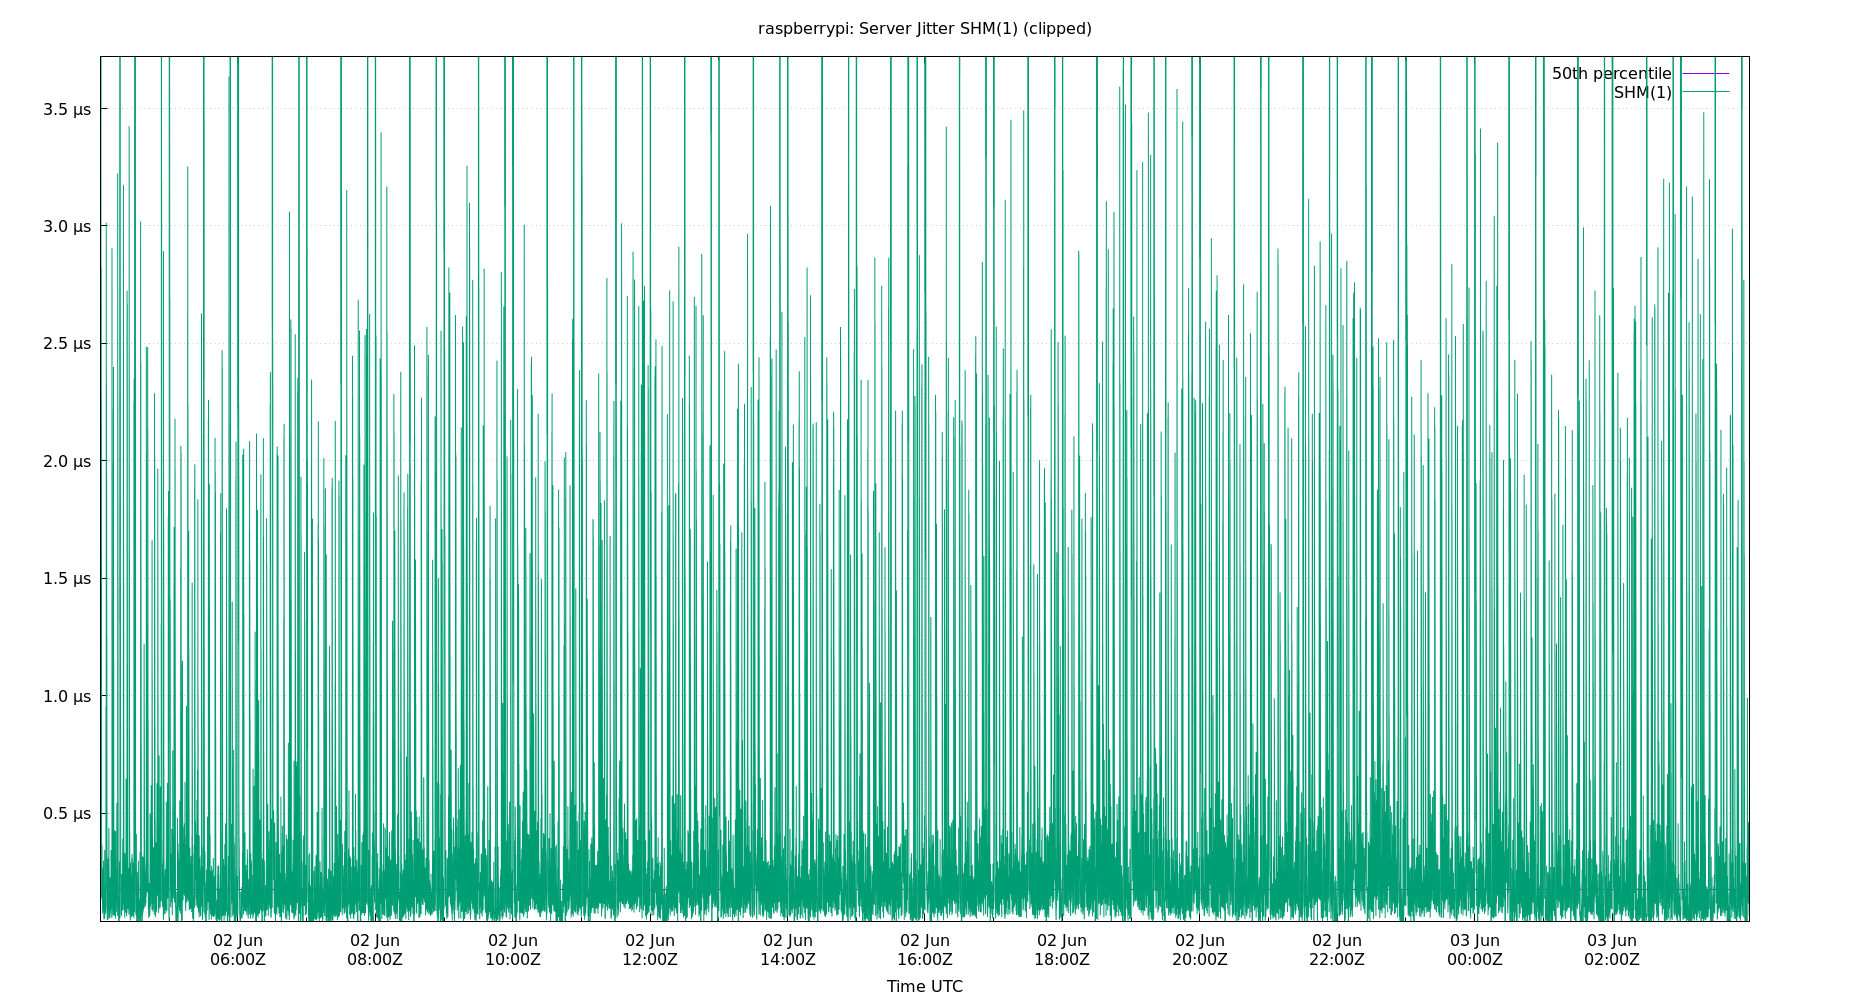 raspberrypi: Server Jitter SHM(1) (clipped)
50th percentile
SHM(1)
3.5 μs
3.0 μs
2.5 μs
2.0 μs
1.5 μs
1.0 μs
0.5 μs
02 Jun 02 Jun 02 Jun 02 Jun 02 Jun 02 Jun 02 Jun 02 Jun 02 Jun 03 Jun 03 Jun
06:00Z 08:00Z 10:00Z 12:00Z 14:00Z 16:00Z 18:00Z 20:00Z 22:00Z 00:00Z 02:00Z
Time UTC